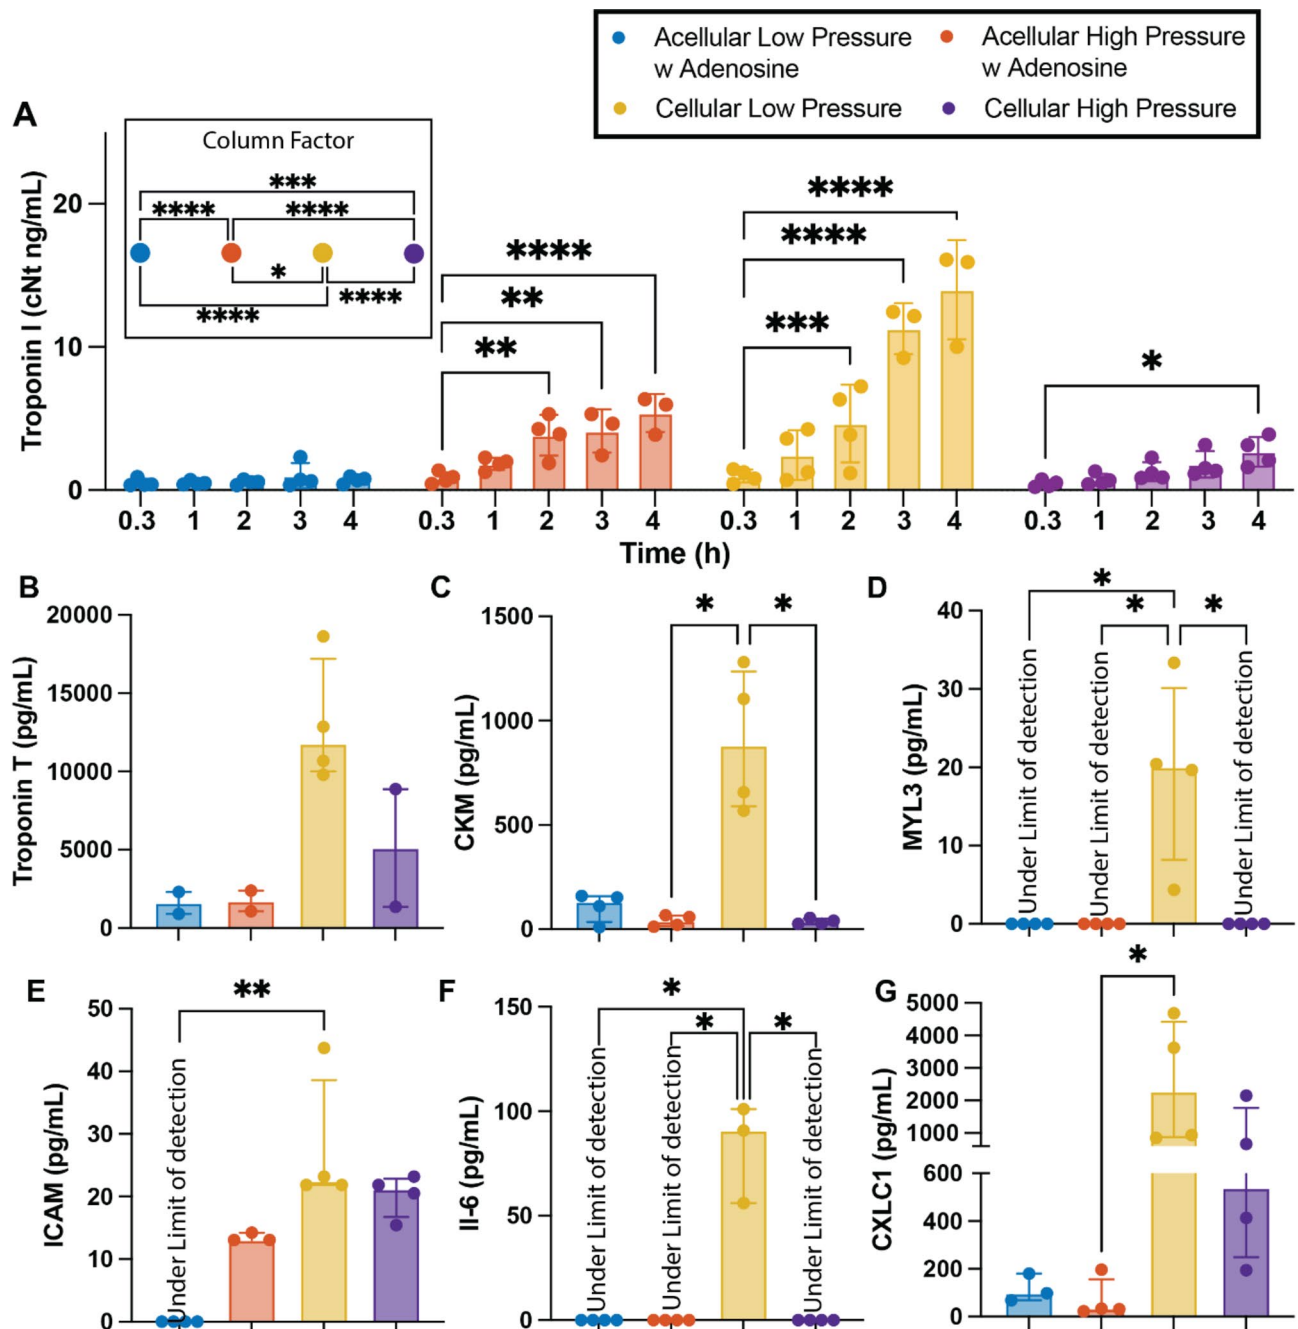 Acellular Low Pressure
w Adenosine
Acellular High Pressure
w Adenosine
Cellular Low Pressure
Cellular High Pressure
A
Column Factor
***
**** ****
*
****
****
Troponin I (cNt ng/mL)
20
10
0
****
**
**
****
****
***
*
0.3 1 2 3 4 0.3 1 2 3 4 0.3 1 2 3 4 0.3 1 2 3 4
Time (h)
B
Troponin T (pg/mL)
20000
15000
10000
5000
0
C
CKM (pg/mL)
1500
1000
500
0
* *
D
MYL3 (pg/mL)
40
30
20
10
0
*
* *
Under Limit of detection
Under Limit of detection
Under Limit of detection
E
ICAM (pg/mL)
50
40
30
20
10
0
**
Under Limit of detection
F
Il-6 (pg/mL)
150
100
50
0
*
* *
Under Limit of detection
Under Limit of detection
Under Limit of detection
G
CXLC1 (pg/mL)
5000
4000
3000
2000
1000
600
400
200
0
*